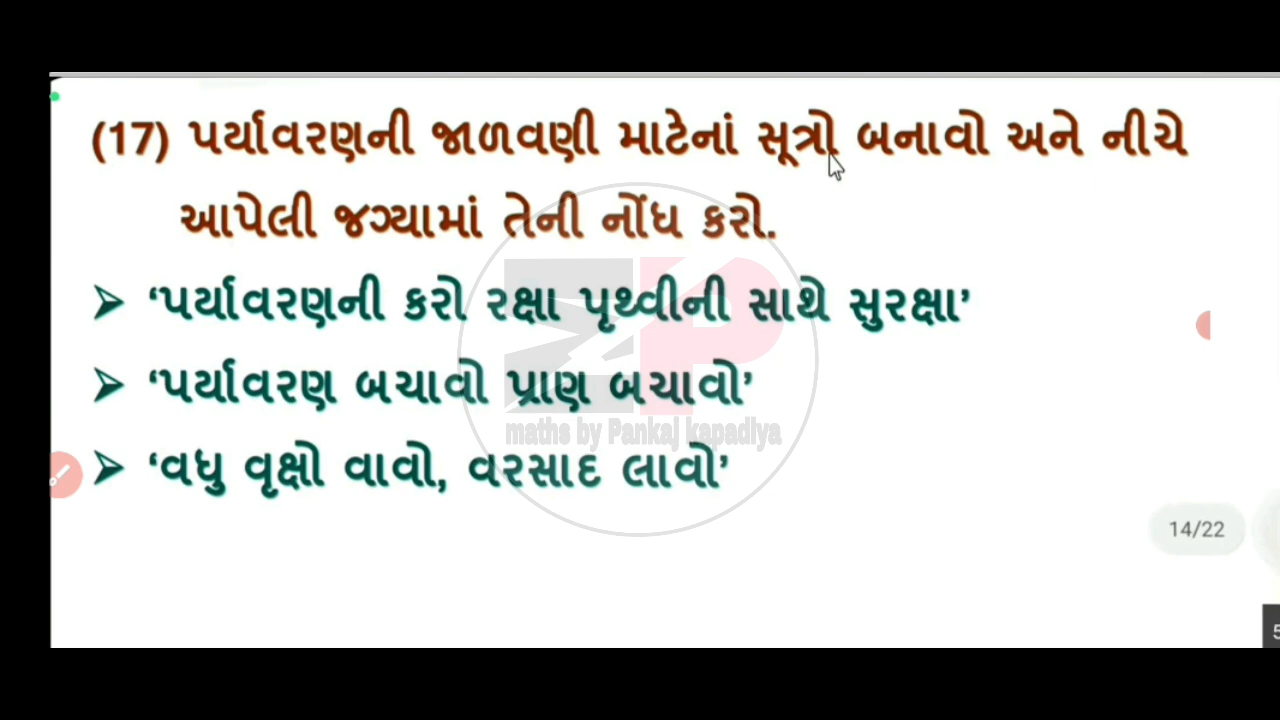 (17) પર્યાવરણની જાળવણી માટેનાં સૂત્રો બનાવો અને નીચે
આપેલી જગ્યામાં તેની નોંધ કરો.
➢ ‘પર્યાવરણની કરો રક્ષા પૃથ્વીની સાથે સુરક્ષા’
➢ ‘પર્યાવરણ બચાવો પ્રાણ બચાવો’
maths by Pankaj kapadiya
➢ ‘વધુ વૃક્ષો વાવો, વરસાદ લાવો’
14/22